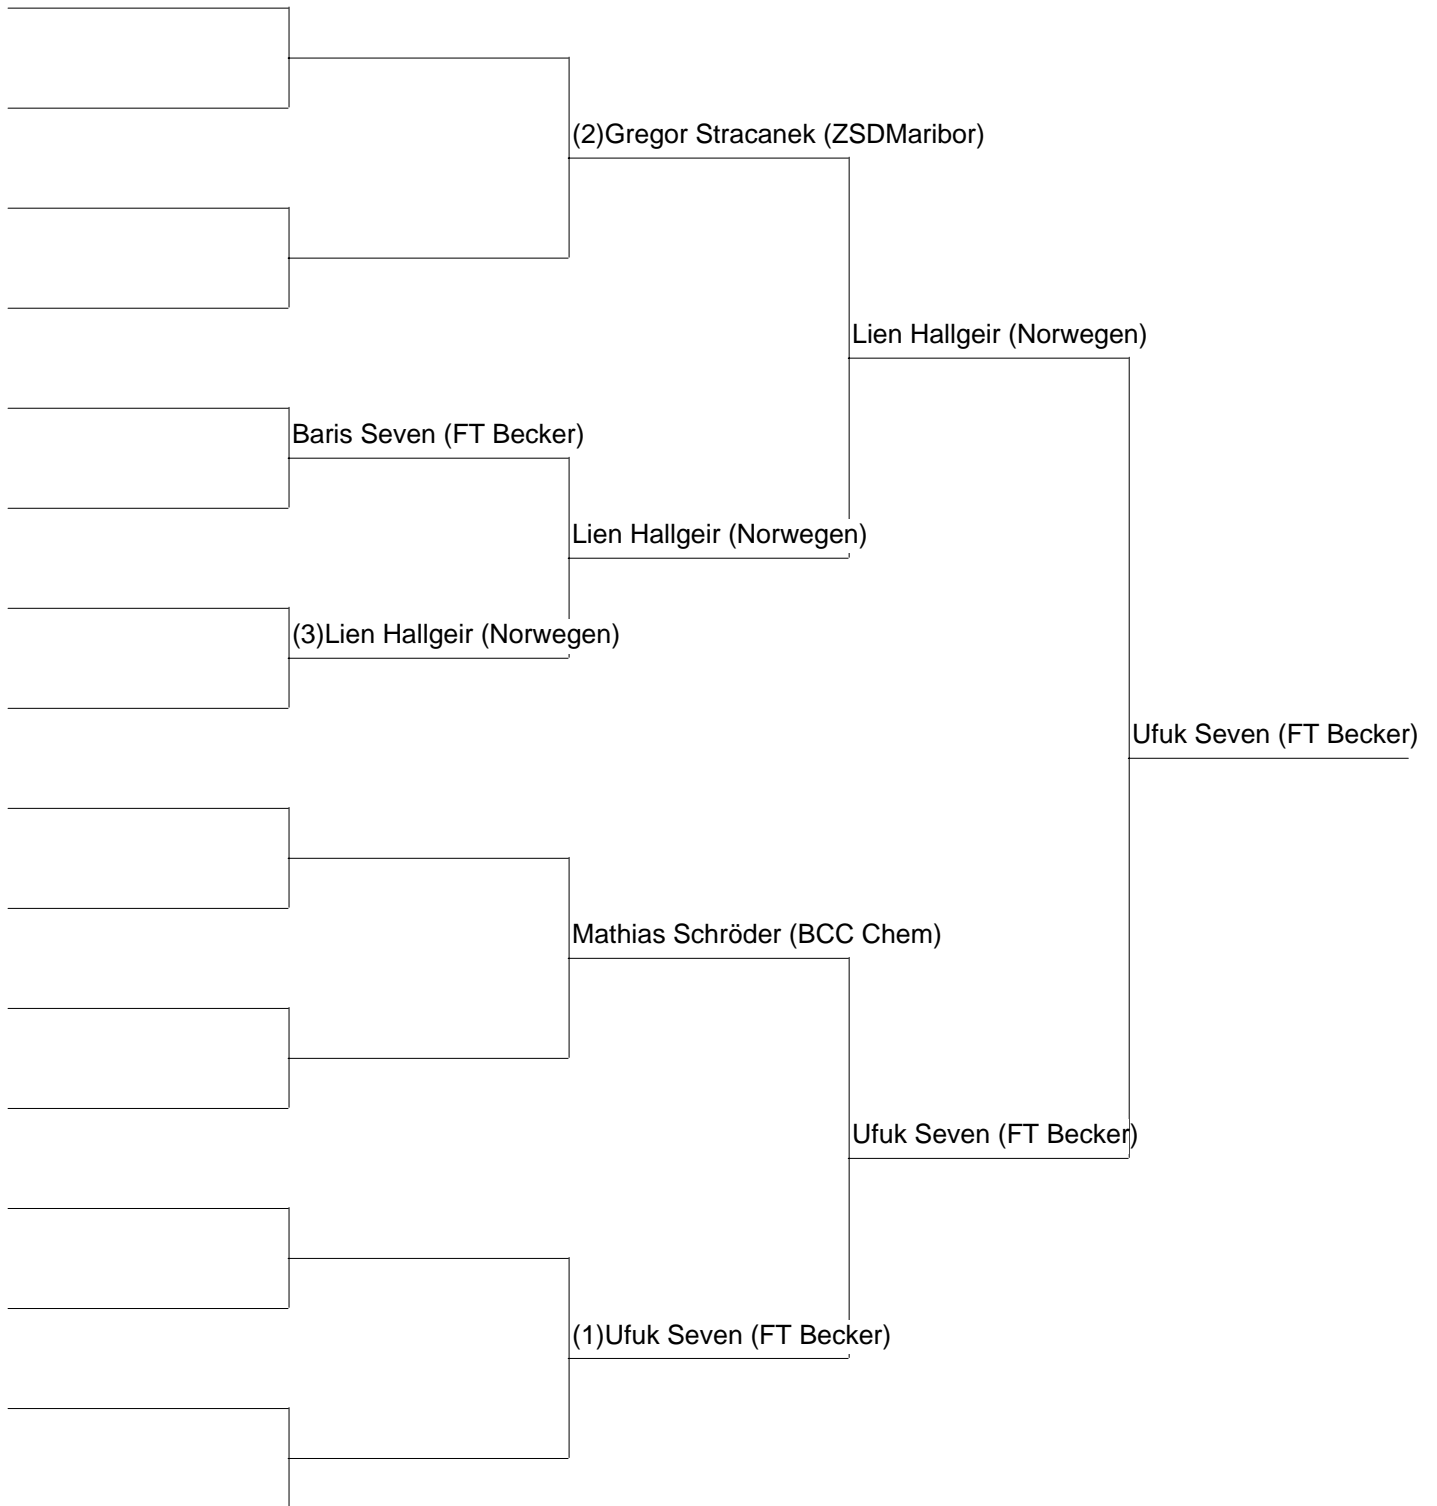 (2)Gregor Stracanek (ZSDMaribor)
Lien Hallgeir (Norwegen)
Baris Seven (FT Becker)
Lien Hallgeir (Norwegen)
(3)Lien Hallgeir (Norwegen)
Ufuk Seven (FT Becker)
Mathias Schröder (BCC Chem)
Ufuk Seven (FT Becker)
(1)Ufuk Seven (FT Becker)